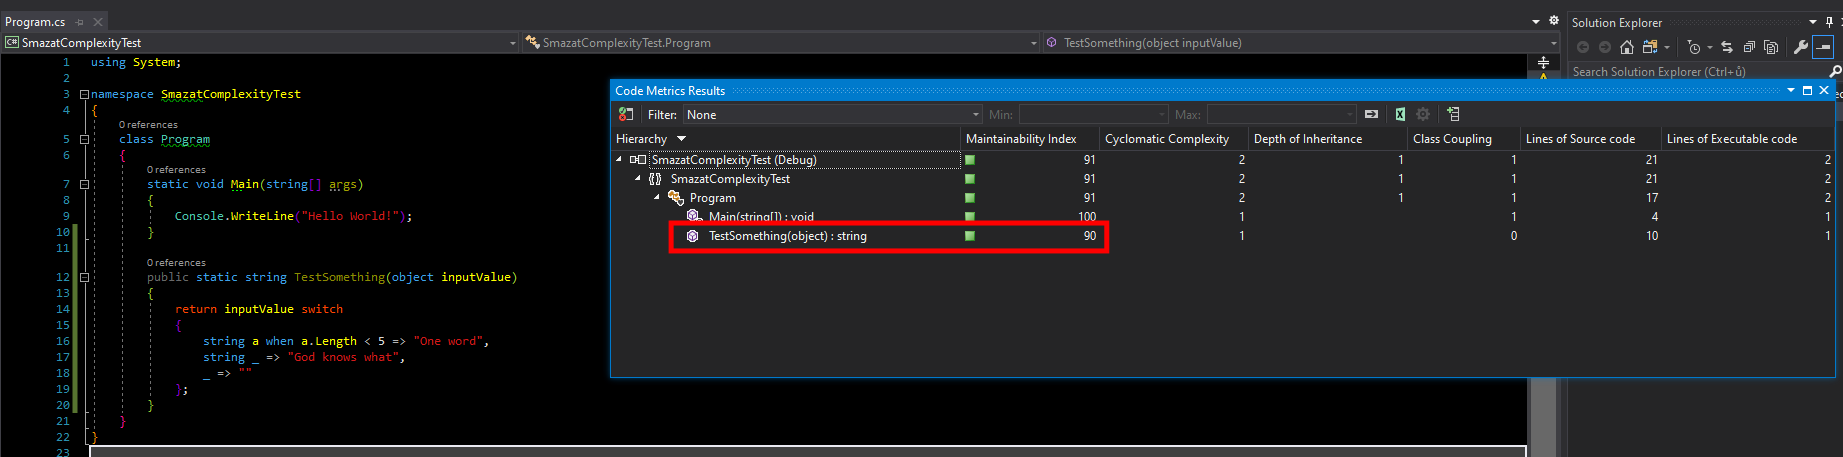 Program.cs
SmazatComplexityTest
SmazatComplexityTest.Program
TestSomething(object inputValue)
1 using System;
2
3 namespace SmazatComplexityTest
4 {
0 references
5 class Program
6 {
0 references
7 static void Main(string[] args)
8 {
9 Console.WriteLine("Hello World!");
10 }
11
0 references
12 public static string TestSomething(object inputValue)
13 {
14 return inputValue switch
15 {
16 string a when a.Length < 5 => "One word",
17 string _ => "God knows what",
18 _ => ""
19 };
20 }
21 }
22 }
23
Code Metrics Results
Filter: None Min: Max:
Hierarchy Maintainability Index Cyclomatic Complexity Depth of Inheritance Class Coupling Lines of Source code Lines of Executable code
SmazatComplexityTest (Debug) 91 2 1 1 21 2
SmazatComplexityTest 91 2 1 1 21 2
Program 91 2 1 1 17 2
Main(string[]) : void 100 1 1 4 1
TestSomething(object) : string 90 1 0 10 1
Solution Explorer
Search Solution Explorer (Ctrl+ů)